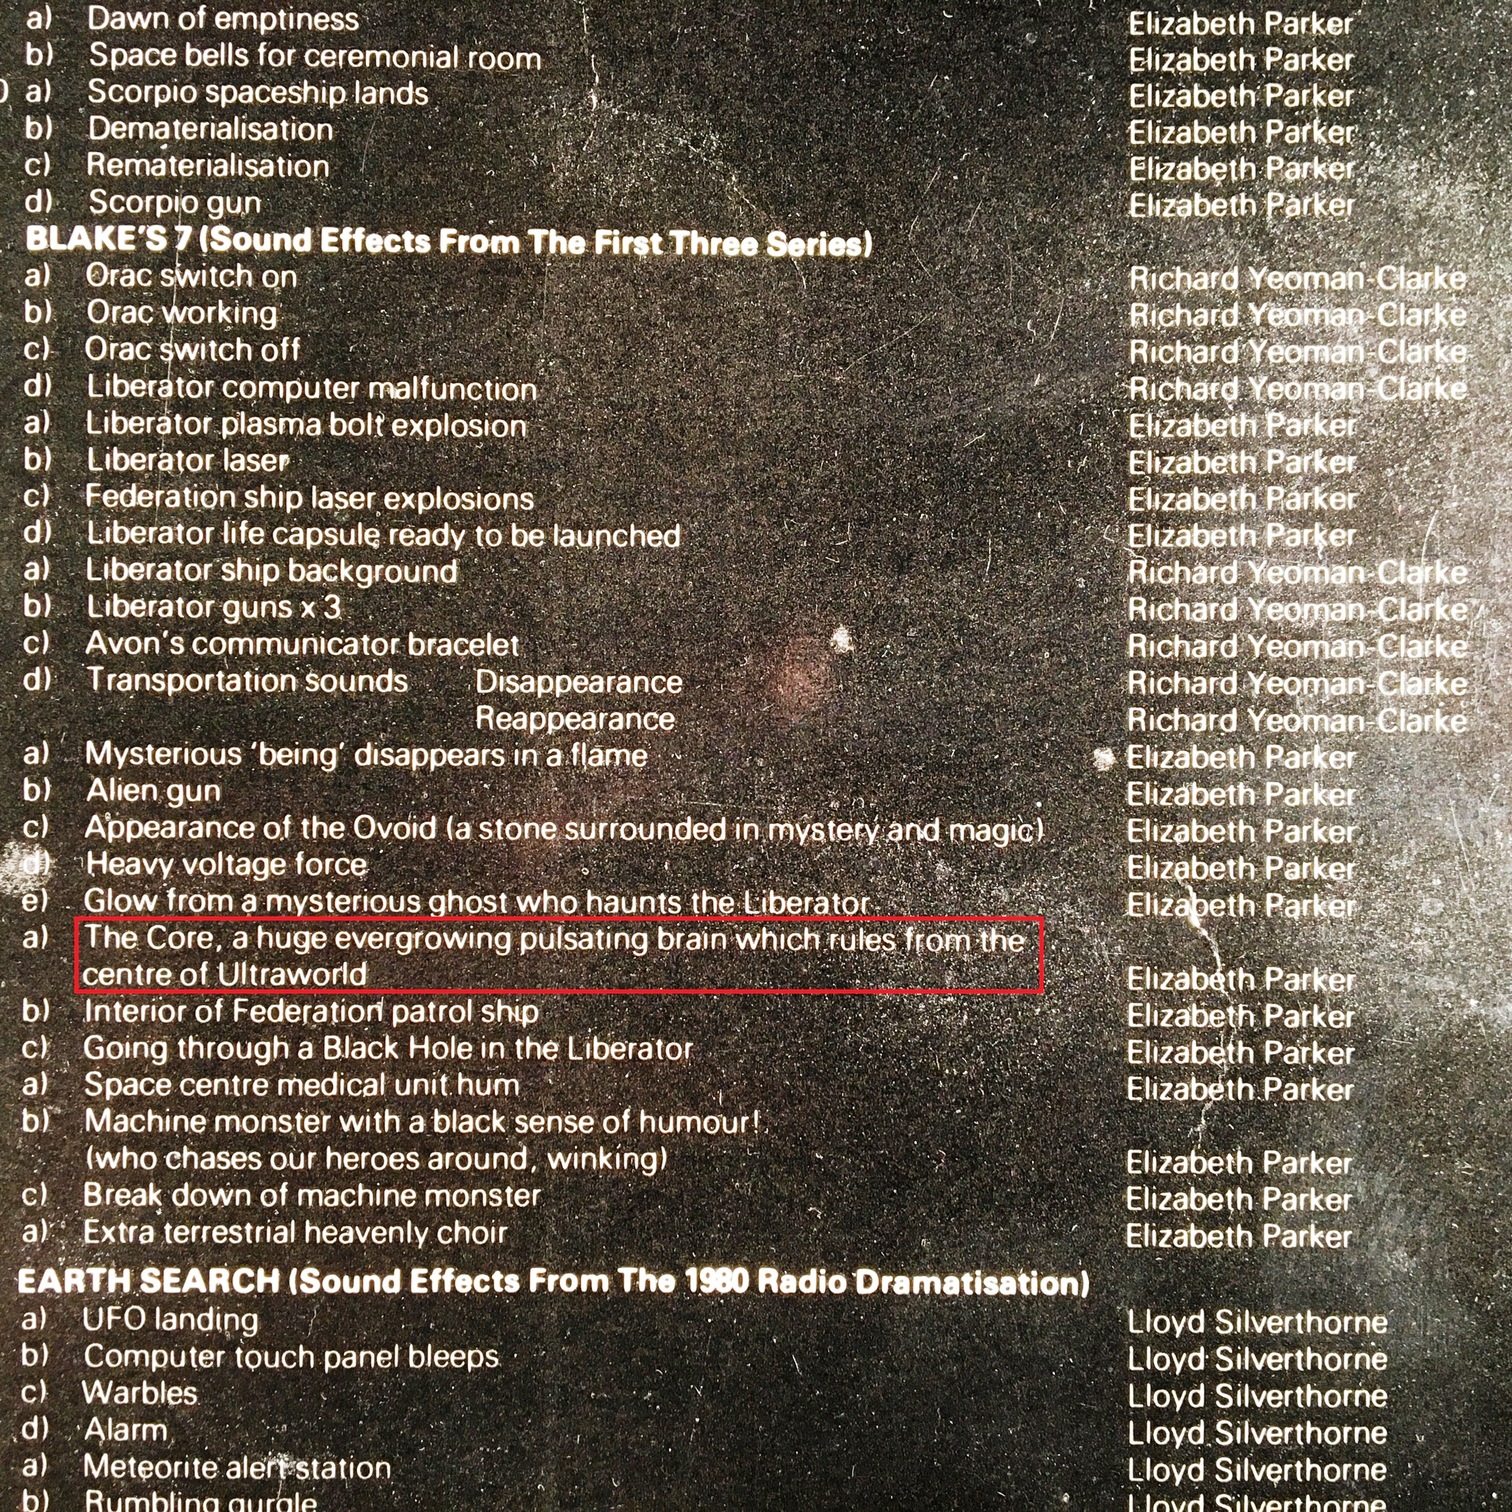 a) Dawn of emptiness Elizabeth Parker
b) Space bells for ceremonial room Elizabeth Parker
a) Scorpio spaceship lands Elizabeth Parker
b) Dematerialisation Elizabeth Parker
c) Rematerialisation Elizabeth Parker
d) Scorpio gun Elizabeth Parker
BLAKE'S 7 (Sound Effects From The First Three Series)
a) Orac switch on Richard Yeoman-Clarke
b) Orac working Richard Yeoman-Clarke
c) Orac switch off Richard Yeoman-Clarke
d) Liberator computer malfunction Richard Yeoman-Clarke
a) Liberator plasma bolt explosion Elizabeth Parker
b) Liberator laser Elizabeth Parker
c) Federation ship laser explosions Elizabeth Parker
d) Liberator life capsule ready to be launched Elizabeth Parker
a) Liberator ship background Richard Yeoman-Clarke
b) Liberator guns x 3 Richard Yeoman-Clarke
c) Avon's communicator bracelet Richard Yeoman-Clarke
d) Transportation sounds Disappearance Richard Yeoman-Clarke
Reappearance Richard Yeoman-Clarke
a) Mysterious 'being' disappears in a flame Elizabeth Parker
b) Alien gun Elizabeth Parker
c) Appearance of the Ovoid (a stone surrounded in mystery and magic) Elizabeth Parker
d) Heavy voltage force Elizabeth Parker
e) Glow from a mysterious ghost who haunts the Liberator Elizabeth Parker
a) The Core, a huge evergrowing pulsating brain which rules from the
centre of Ultraworld Elizabeth Parker
b) Interior of Federation patrol ship Elizabeth Parker
c) Going through a Black Hole in the Liberator Elizabeth Parker
a) Space centre medical unit hum Elizabeth Parker
b) Machine monster with a black sense of humour!
(who chases our heroes around, winking) Elizabeth Parker
c) Break down of machine monster Elizabeth Parker
a) Extra terrestrial heavenly choir Elizabeth Parker
EARTH SEARCH (Sound Effects From The 1980 Radio Dramatisation)
a) UFO landing Lloyd Silverthorne
b) Computer touch panel bleeps Lloyd Silverthorne
c) Warbles Lloyd Silverthorne
d) Alarm Lloyd Silverthorne
a) Meteorite alert station Lloyd Silverthorne
b) Rumbling gurgle Lloyd Silverthorne